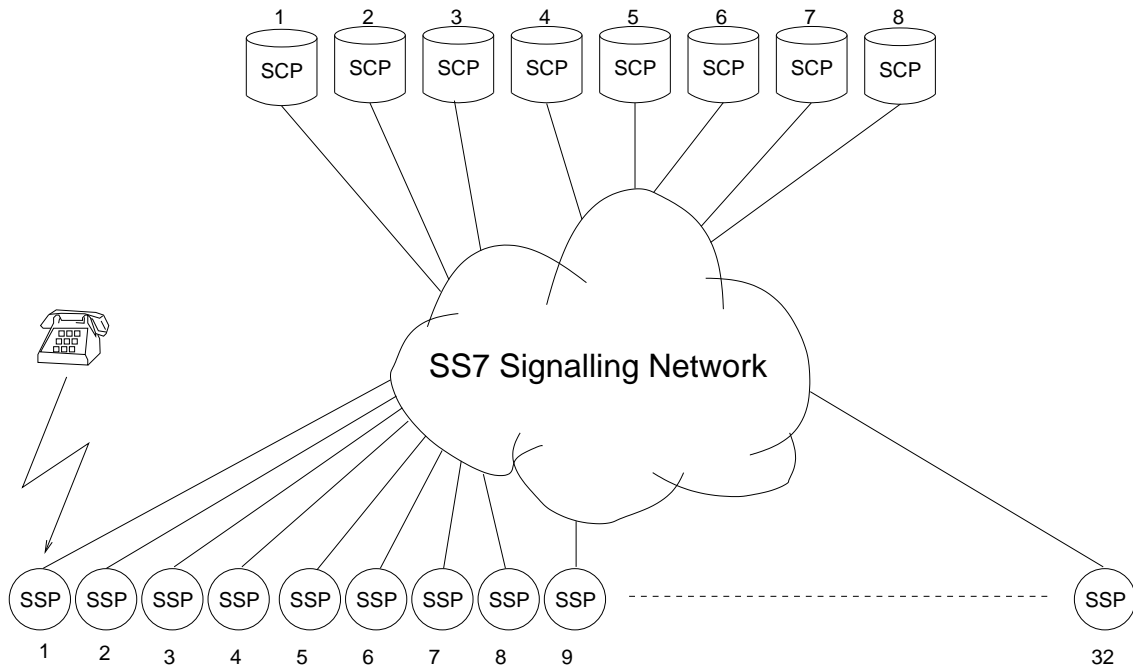 1 2 3 4 5 6 7 8
SCP SCP SCP SCP SCP SCP SCP SCP
SS7 Signalling Network
SSP SSP SSP SSP SSP SSP SSP SSP SSP SSP
1 2 3 4 5 6 7 8 9 32